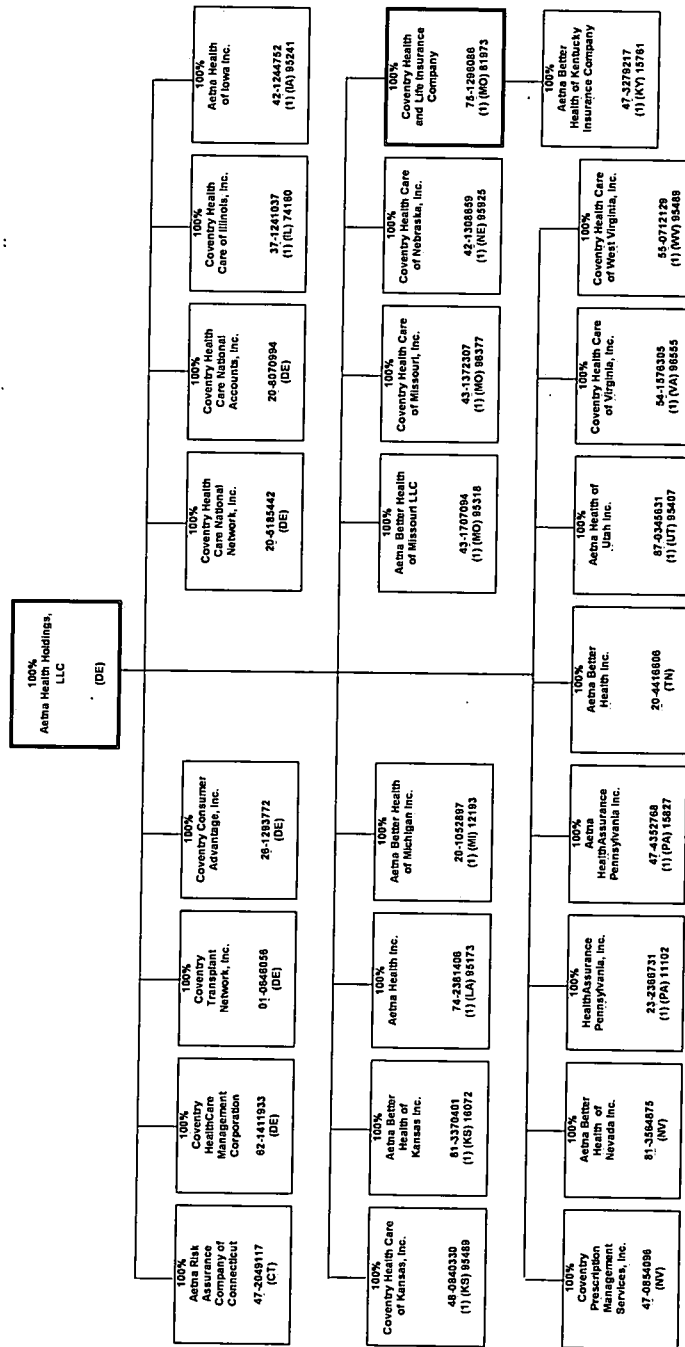 100%
Aetna Health Holdings,
LLC
(DE)
100%
Aetna Risk
Assurance
Company of
Connecticut
47-2049117
(CT)
100%
Coventry
HealthCare
Management
Corporation
62-1411933
(DE)
100%
Coventry
Transplant
Network, Inc.
01-0646056
(DE)
100%
Coventry Consumer
Advantage, Inc.
26-1293772
(DE)
100%
Coventry Health
Care National
Network, Inc.
20-5185442
(DE)
100%
Coventry Health
Care National
Accounts, Inc.
20-8070994
(DE)
100%
Coventry Health
Care of Illinois, Inc.
37-1241037
(1) (IL) 74160
100%
Aetna Health
of Iowa Inc.
42-1244752
(1) (IA) 95241
100%
Coventry Health Care
of Kansas, Inc.
48-0840330
(1) (KS) 95489
100%
Aetna Better
Health of
Kansas Inc.
81-3370401
(1) (KS) 16072
100%
Aetna Health Inc.
74-2381406
(1) (LA) 95173
100%
Aetna Better Health
of Michigan Inc.
20-1052897
(1) (MI) 12193
100%
Aetna Better Health
of Missouri LLC
43-1707094
(1) (MO) 95318
100%
Coventry Health Care
of Missouri, Inc.
43-1372307
(1) (MO) 96377
100%
Coventry Health Care
of Nebraska, Inc.
42-1308659
(1) (NE) 95925
100%
Coventry Health
and Life Insurance
Company
75-1296086
(1) (MO) 81973
100%
Coventry
Prescription
Management
Services, Inc.
47-0854096
(NV)
100%
Aetna Better
Health of
Nevada Inc.
81-3564875
(NV)
100%
HealthAssurance
Pennsylvania, Inc.
23-2366731
(1) (PA) 11102
100%
Aetna
HealthAssurance
Pennsylvania Inc.
47-4352768
(1) (PA) 15827
100%
Aetna Better
Health Inc.
20-4416606
(TN)
100%
Aetna Health of
Utah Inc.
87-0345631
(1) (UT) 95407
100%
Coventry Health Care
of Virginia, Inc.
54-1576305
(1) (VA) 96555
100%
Coventry Health Care
of West Virginia, Inc.
55-0712129
(1) (WV) 95489
100%
Aetna Better
Health of Kentucky
Insurance Company
47-3279217
(1) (KY) 15761